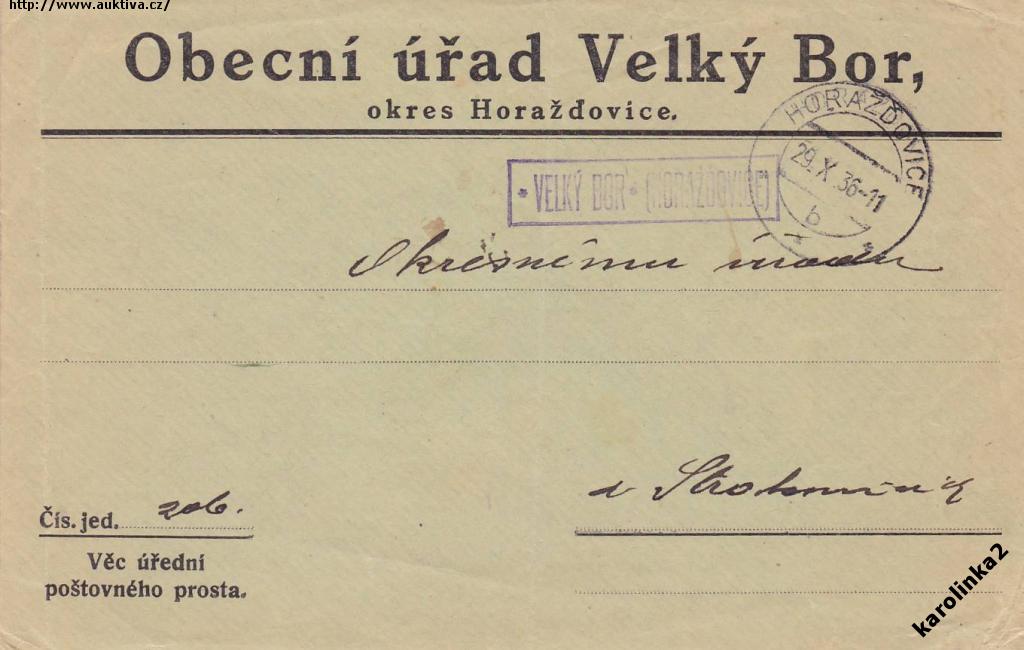 http://www.auktiva.cz/
Obecní úřad Velký Bor,
okres Horažďovice.
HORAŽĎOVICE
29.X.36-11
b
* VELKÝ BOR * (HORAŽĎOVICE)
Okresnímu úřadu
v Strakonicích
Čís. jed. 206.
Věc úřední
poštovného prosta.
karolinka2